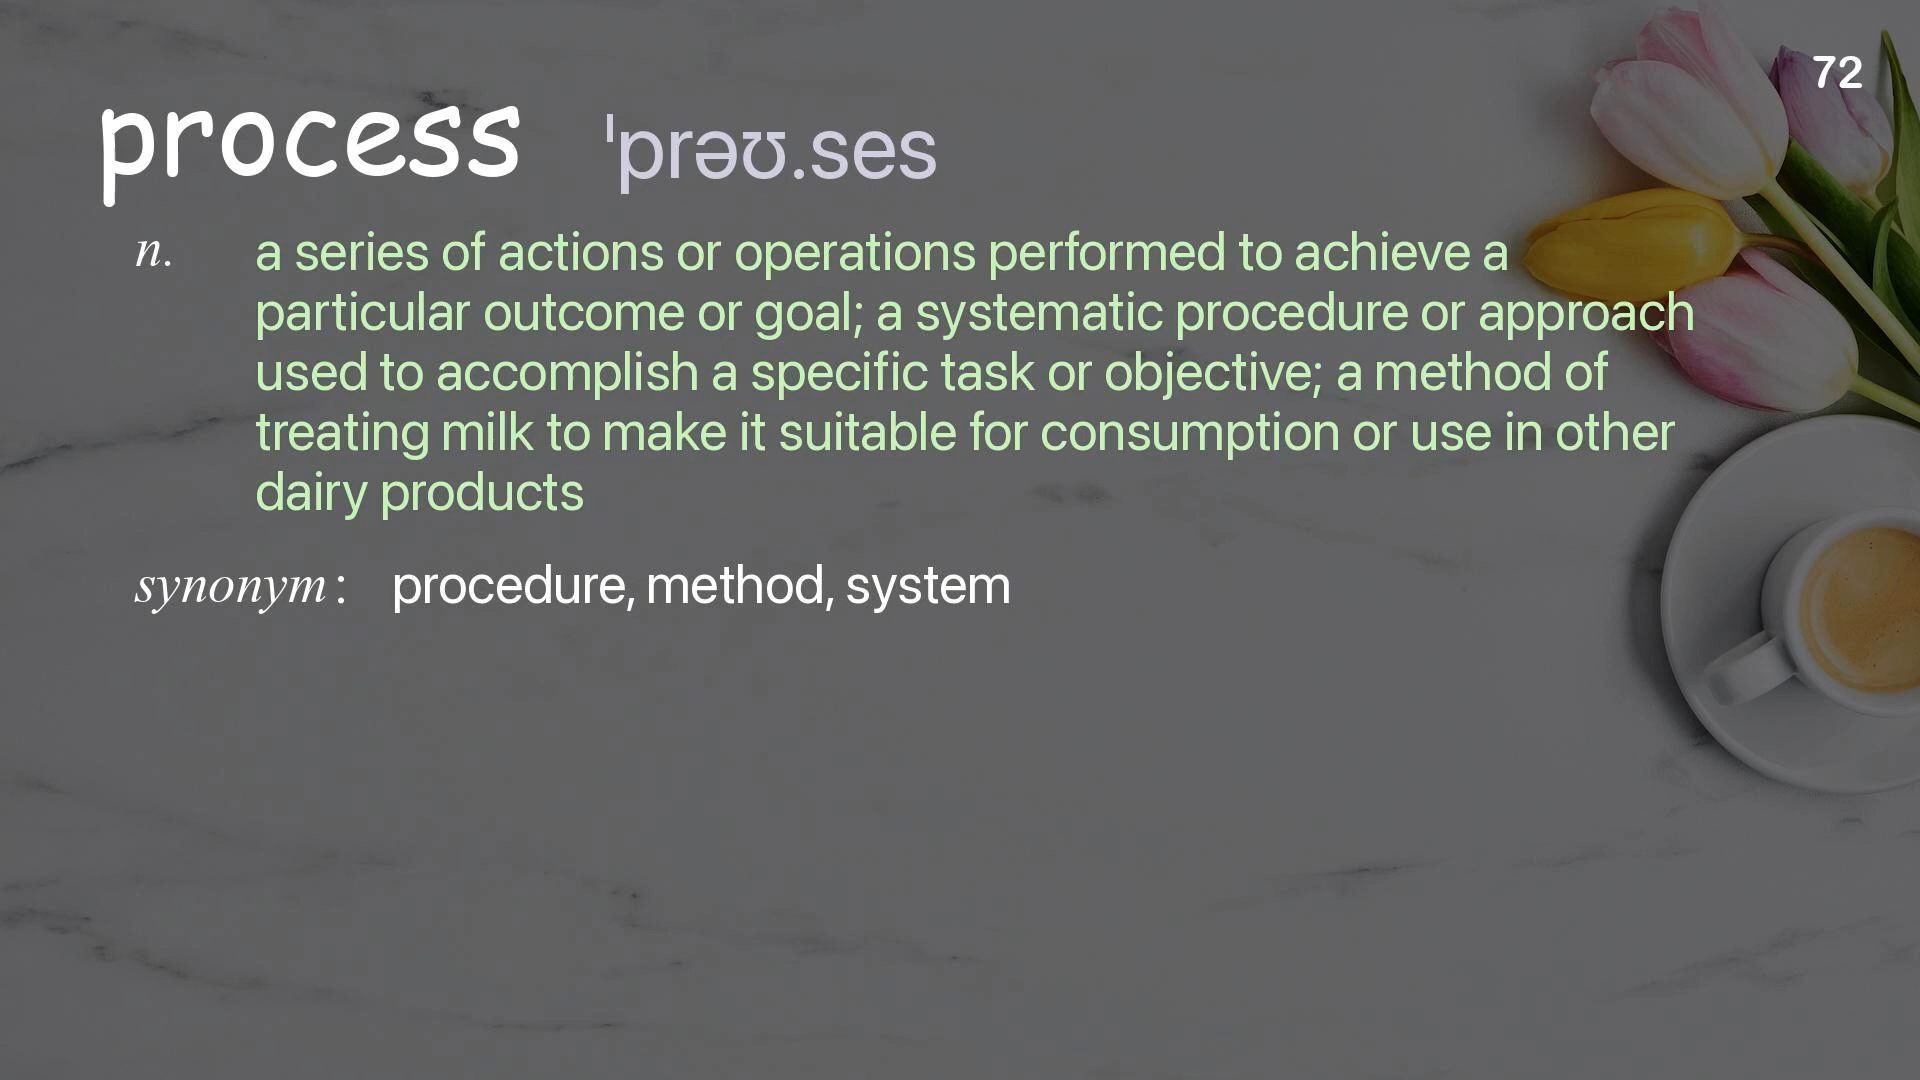 72
process ˈprəʊ.ses
n. a series of actions or operations performed to achieve a
particular outcome or goal; a systematic procedure or approach
used to accomplish a specific task or objective; a method of
treating milk to make it suitable for consumption or use in other
dairy products
synonym: procedure, method, system